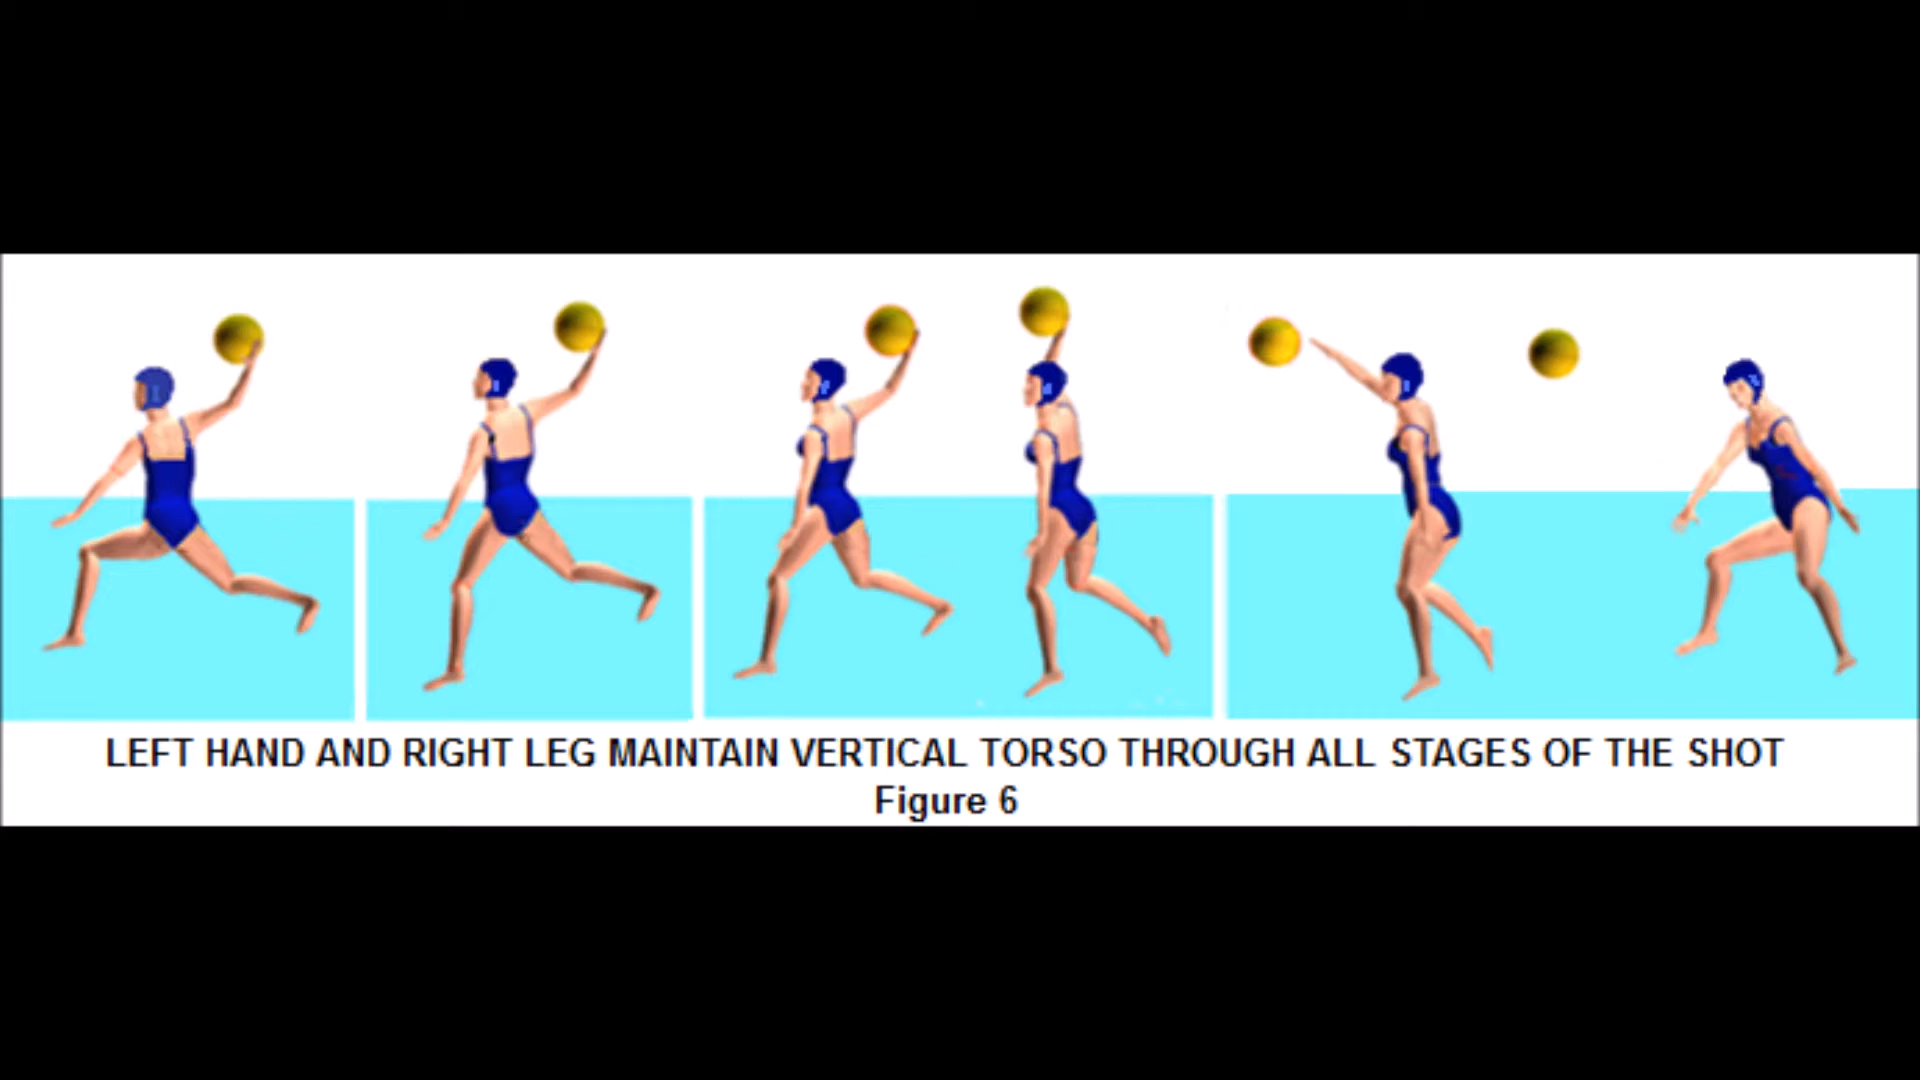 LEFT HAND AND RIGHT LEG MAINTAIN VERTICAL TORSO THROUGH ALL STAGES OF THE SHOT
Figure 6